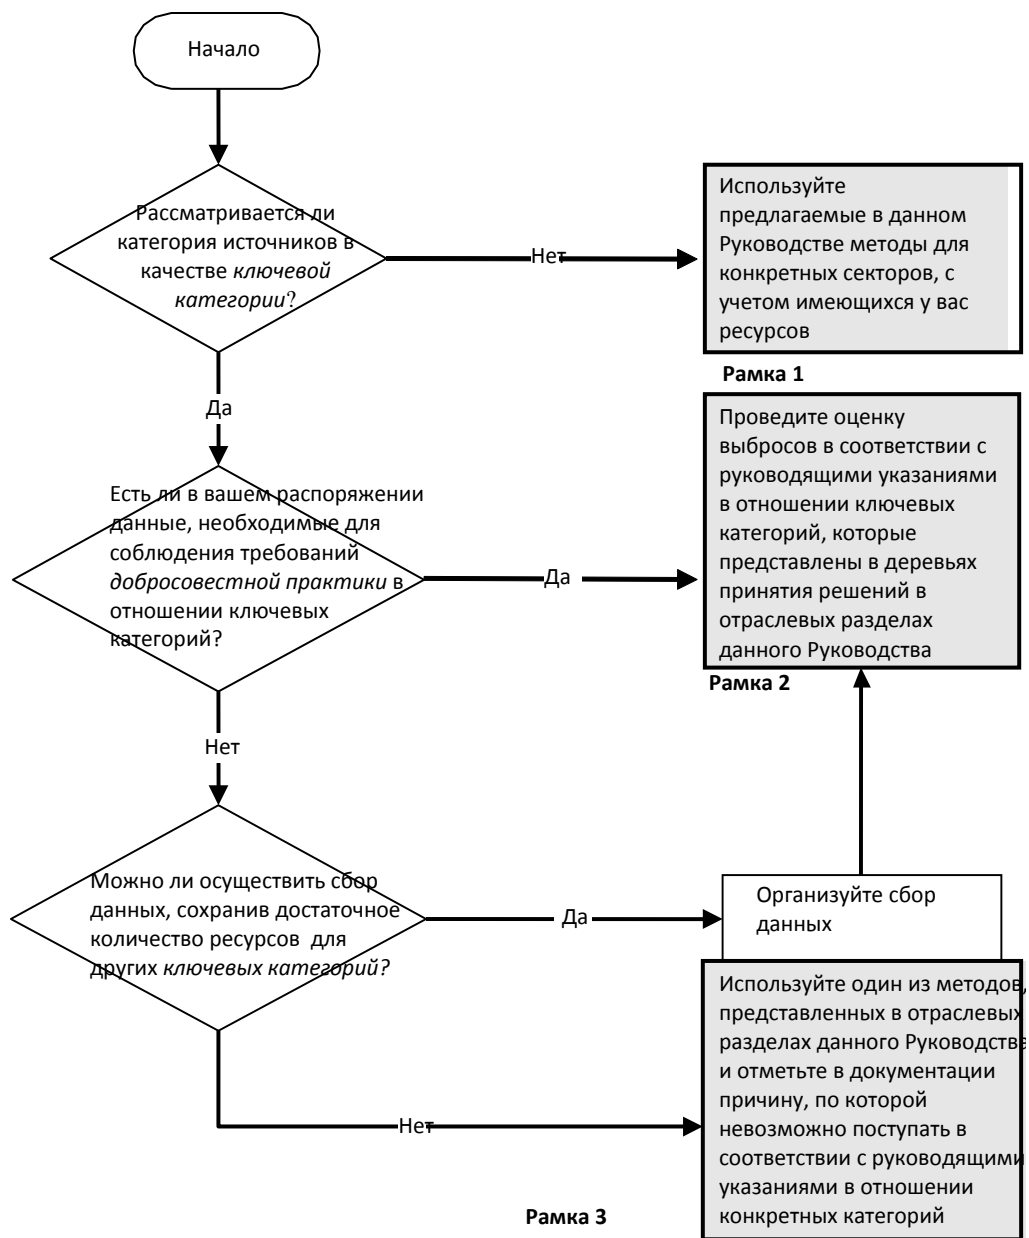 Начало
Рассматривается ли
категория источников в
качестве ключевой
категории?
Нет
Используйте
предлагаемые в данном
Руководстве методы для
конкретных секторов, с
учетом имеющихся у вас
ресурсов
Рамка 1
Да
Есть ли в вашем распоряжении
данные, необходимые для
соблюдения требований
добросовестной практики в
отношении ключевых
категорий?
Да
Проведите оценку
выбросов в соответствии с
руководящими указаниями
в отношении ключевых
категорий, которые
представлены в деревьях
принятия решений в
отраслевых разделах
данного Руководства
Рамка 2
Нет
Можно ли осуществить сбор
данных, сохранив достаточное
количество ресурсов для
других ключевых категорий?
Да
Организуйте сбор
данных
Нет
Используйте один из методов,
представленных в отраслевых
разделах данного Руководства
и отметьте в документации
причину, по которой
невозможно поступать в
соответствии с руководящими
указаниями в отношении
конкретных категорий
Рамка 3